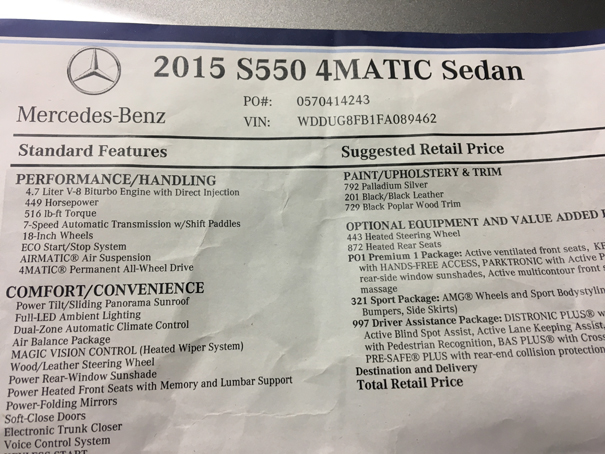 2015 S550 4MATIC Sedan
Mercedes-Benz
PO#: 0570414243
VIN: WDDUG8FB1FA089462
Standard Features
PERFORMANCE/HANDLING
4.7 Liter V-8 Biturbo Engine with Direct Injection
449 Horsepower
516 lb-ft Torque
7-Speed Automatic Transmission w/Shift Paddles
18-Inch Wheels
ECO Start/Stop System
AIRMATIC® Air Suspension
4MATIC® Permanent All-Wheel Drive
COMFORT/CONVENIENCE
Power Tilt/Sliding Panorama Sunroof
Full-LED Ambient Lighting
Dual-Zone Automatic Climate Control
Air Balance Package
MAGIC VISION CONTROL (Heated Wiper System)
Wood/Leather Steering Wheel
Power Rear-Window Sunshade
Power Heated Front Seats with Memory and Lumbar Support
Power-Folding Mirrors
Soft-Close Doors
Electronic Trunk Closer
Voice Control System
KEYLESS START
Suggested Retail Price
PAINT/UPHOLSTERY & TRIM
792 Palladium Silver
201 Black/Black Leather
729 Black Poplar Wood Trim
OPTIONAL EQUIPMENT AND VALUE ADDED
443 Heated Steering Wheel
872 Heated Rear Seats
PO1 Premium 1 Package: Active ventilated front seats, KE
with HANDS-FREE ACCESS, PARKTRONIC with Active P
rear-side window sunshades, Active multicontour front
massage
321 Sport Package: AMG® Wheels and Sport Bodystylin
Bumpers, Side Skirts)
997 Driver Assistance Package: DISTRONIC PLUS® w
Active Blind Spot Assist, Active Lane Keeping Assist,
with Pedestrian Recognition, BAS PLUS® with Cros
PRE-SAFE® PLUS with rear-end collision protection
Destination and Delivery
Total Retail Price